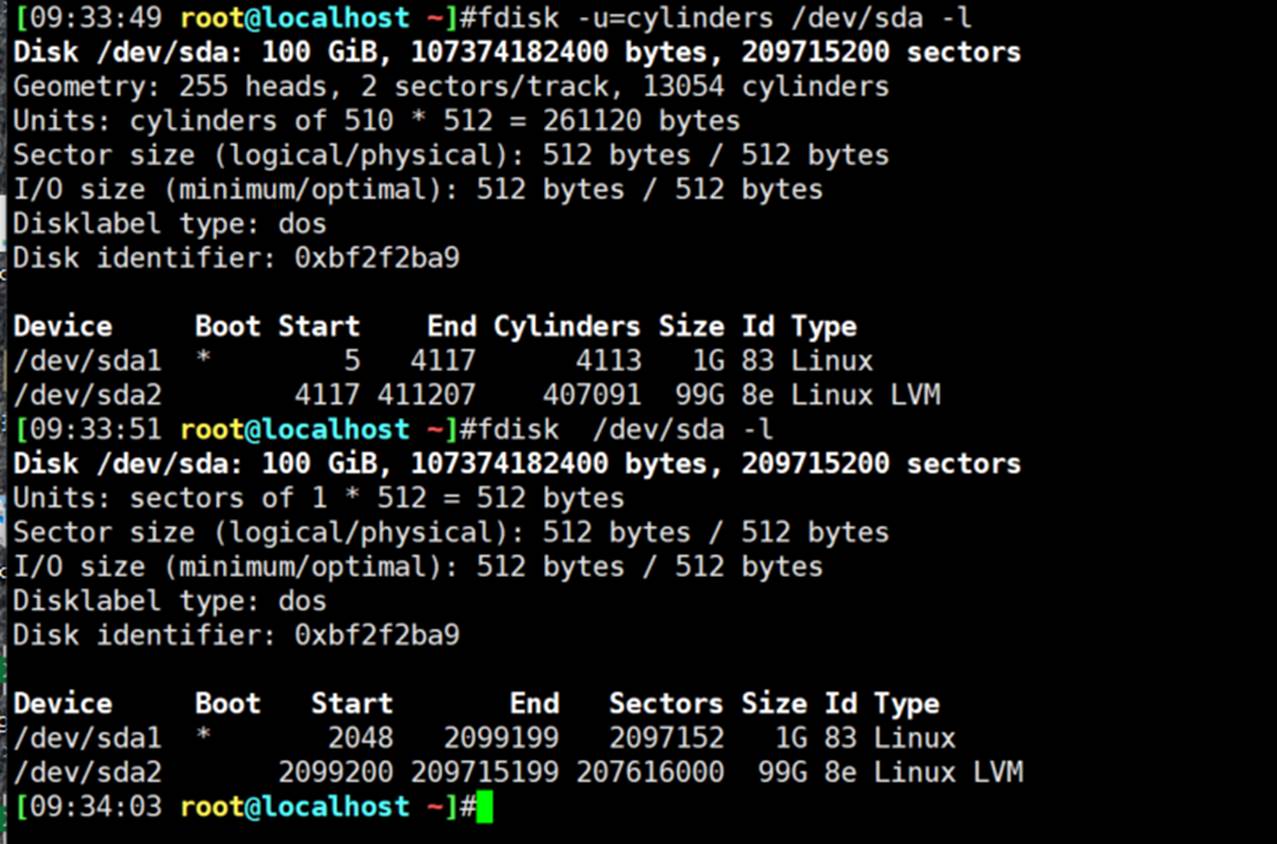 [09:33:49 root@localhost ~]#fdisk -u=cylinders /dev/sda -l
Disk /dev/sda: 100 GiB, 107374182400 bytes, 209715200 sectors
Geometry: 255 heads, 2 sectors/track, 13054 cylinders
Units: cylinders of 510 * 512 = 261120 bytes
Sector size (logical/physical): 512 bytes / 512 bytes
I/O size (minimum/optimal): 512 bytes / 512 bytes
Disklabel type: dos
Disk identifier: 0xbf2f2ba9

Device     Boot Start    End Cylinders Size Id Type
/dev/sda1  *        5   4117      4113   1G 83 Linux
/dev/sda2        4117 411207    407091  99G 8e Linux LVM
[09:33:51 root@localhost ~]#fdisk  /dev/sda -l
Disk /dev/sda: 100 GiB, 107374182400 bytes, 209715200 sectors
Units: sectors of 1 * 512 = 512 bytes
Sector size (logical/physical): 512 bytes / 512 bytes
I/O size (minimum/optimal): 512 bytes / 512 bytes
Disklabel type: dos
Disk identifier: 0xbf2f2ba9

Device     Boot   Start       End   Sectors Size Id Type
/dev/sda1  *       2048   2099199   2097152   1G 83 Linux
/dev/sda2       2099200 209715199 207616000  99G 8e Linux LVM
[09:34:03 root@localhost ~]#